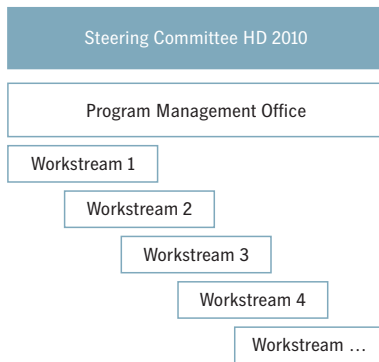 Steering Committee HD 2010
Program Management Office
Workstream 1
Workstream 2
Workstream 3
Workstream 4
Workstream …